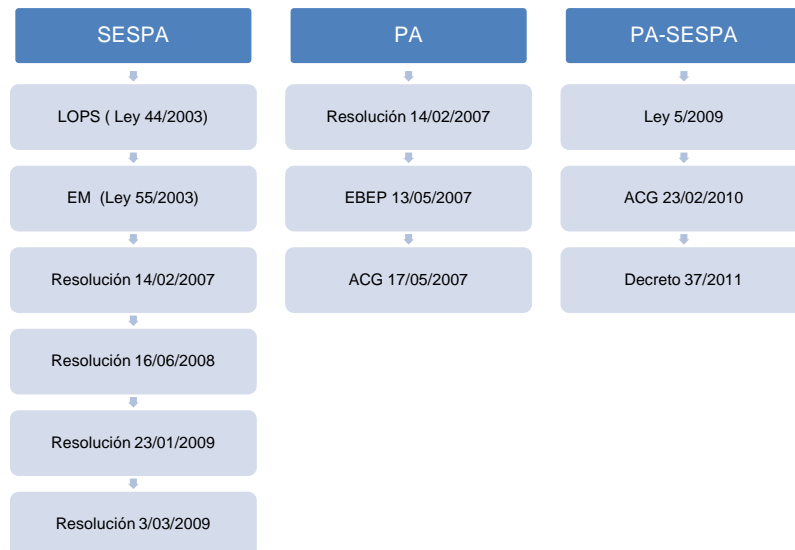 SESPA
LOPS ( Ley 44/2003)
EM (Ley 55/2003)
Resolución 14/02/2007
Resolución 16/06/2008
Resolución 23/01/2009
Resolución 3/03/2009
PA
Resolución 14/02/2007
EBEP 13/05/2007
ACG 17/05/2007
PA-SESPA
Ley 5/2009
ACG 23/02/2010
Decreto 37/2011